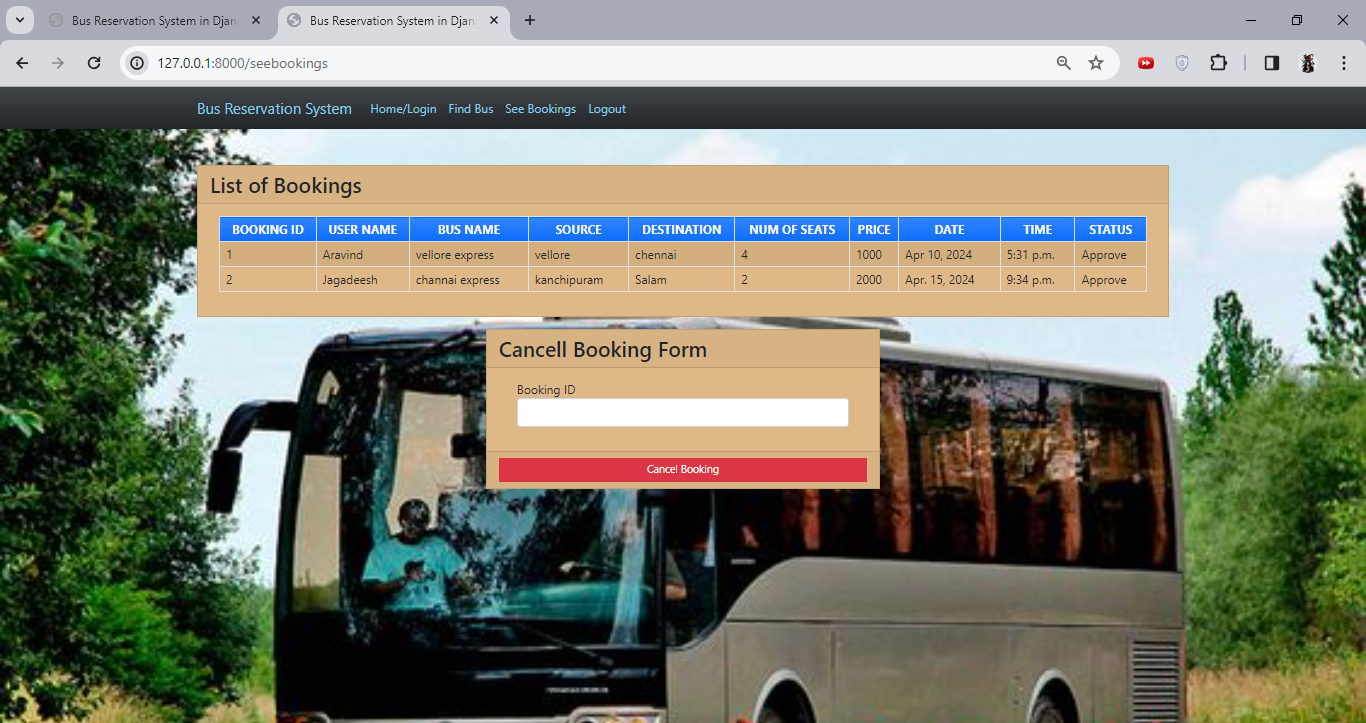 Bus Reservation System in Djan
Bus Reservation System in Djan
127.0.0.1:8000/seebookings
Bus Reservation System Home/Login Find Bus See Bookings Logout
List of Bookings
BOOKING ID USER NAME BUS NAME SOURCE DESTINATION NUM OF SEATS PRICE DATE TIME STATUS
1 Aravind vellore express vellore chennai 4 1000 Apr 10, 2024 5:31 p.m. Approve
2 Jagadeesh channai express kanchipuram Salam 2 2000 Apr. 15, 2024 9:34 p.m. Approve
Cancell Booking Form
Booking ID
Cancel Booking